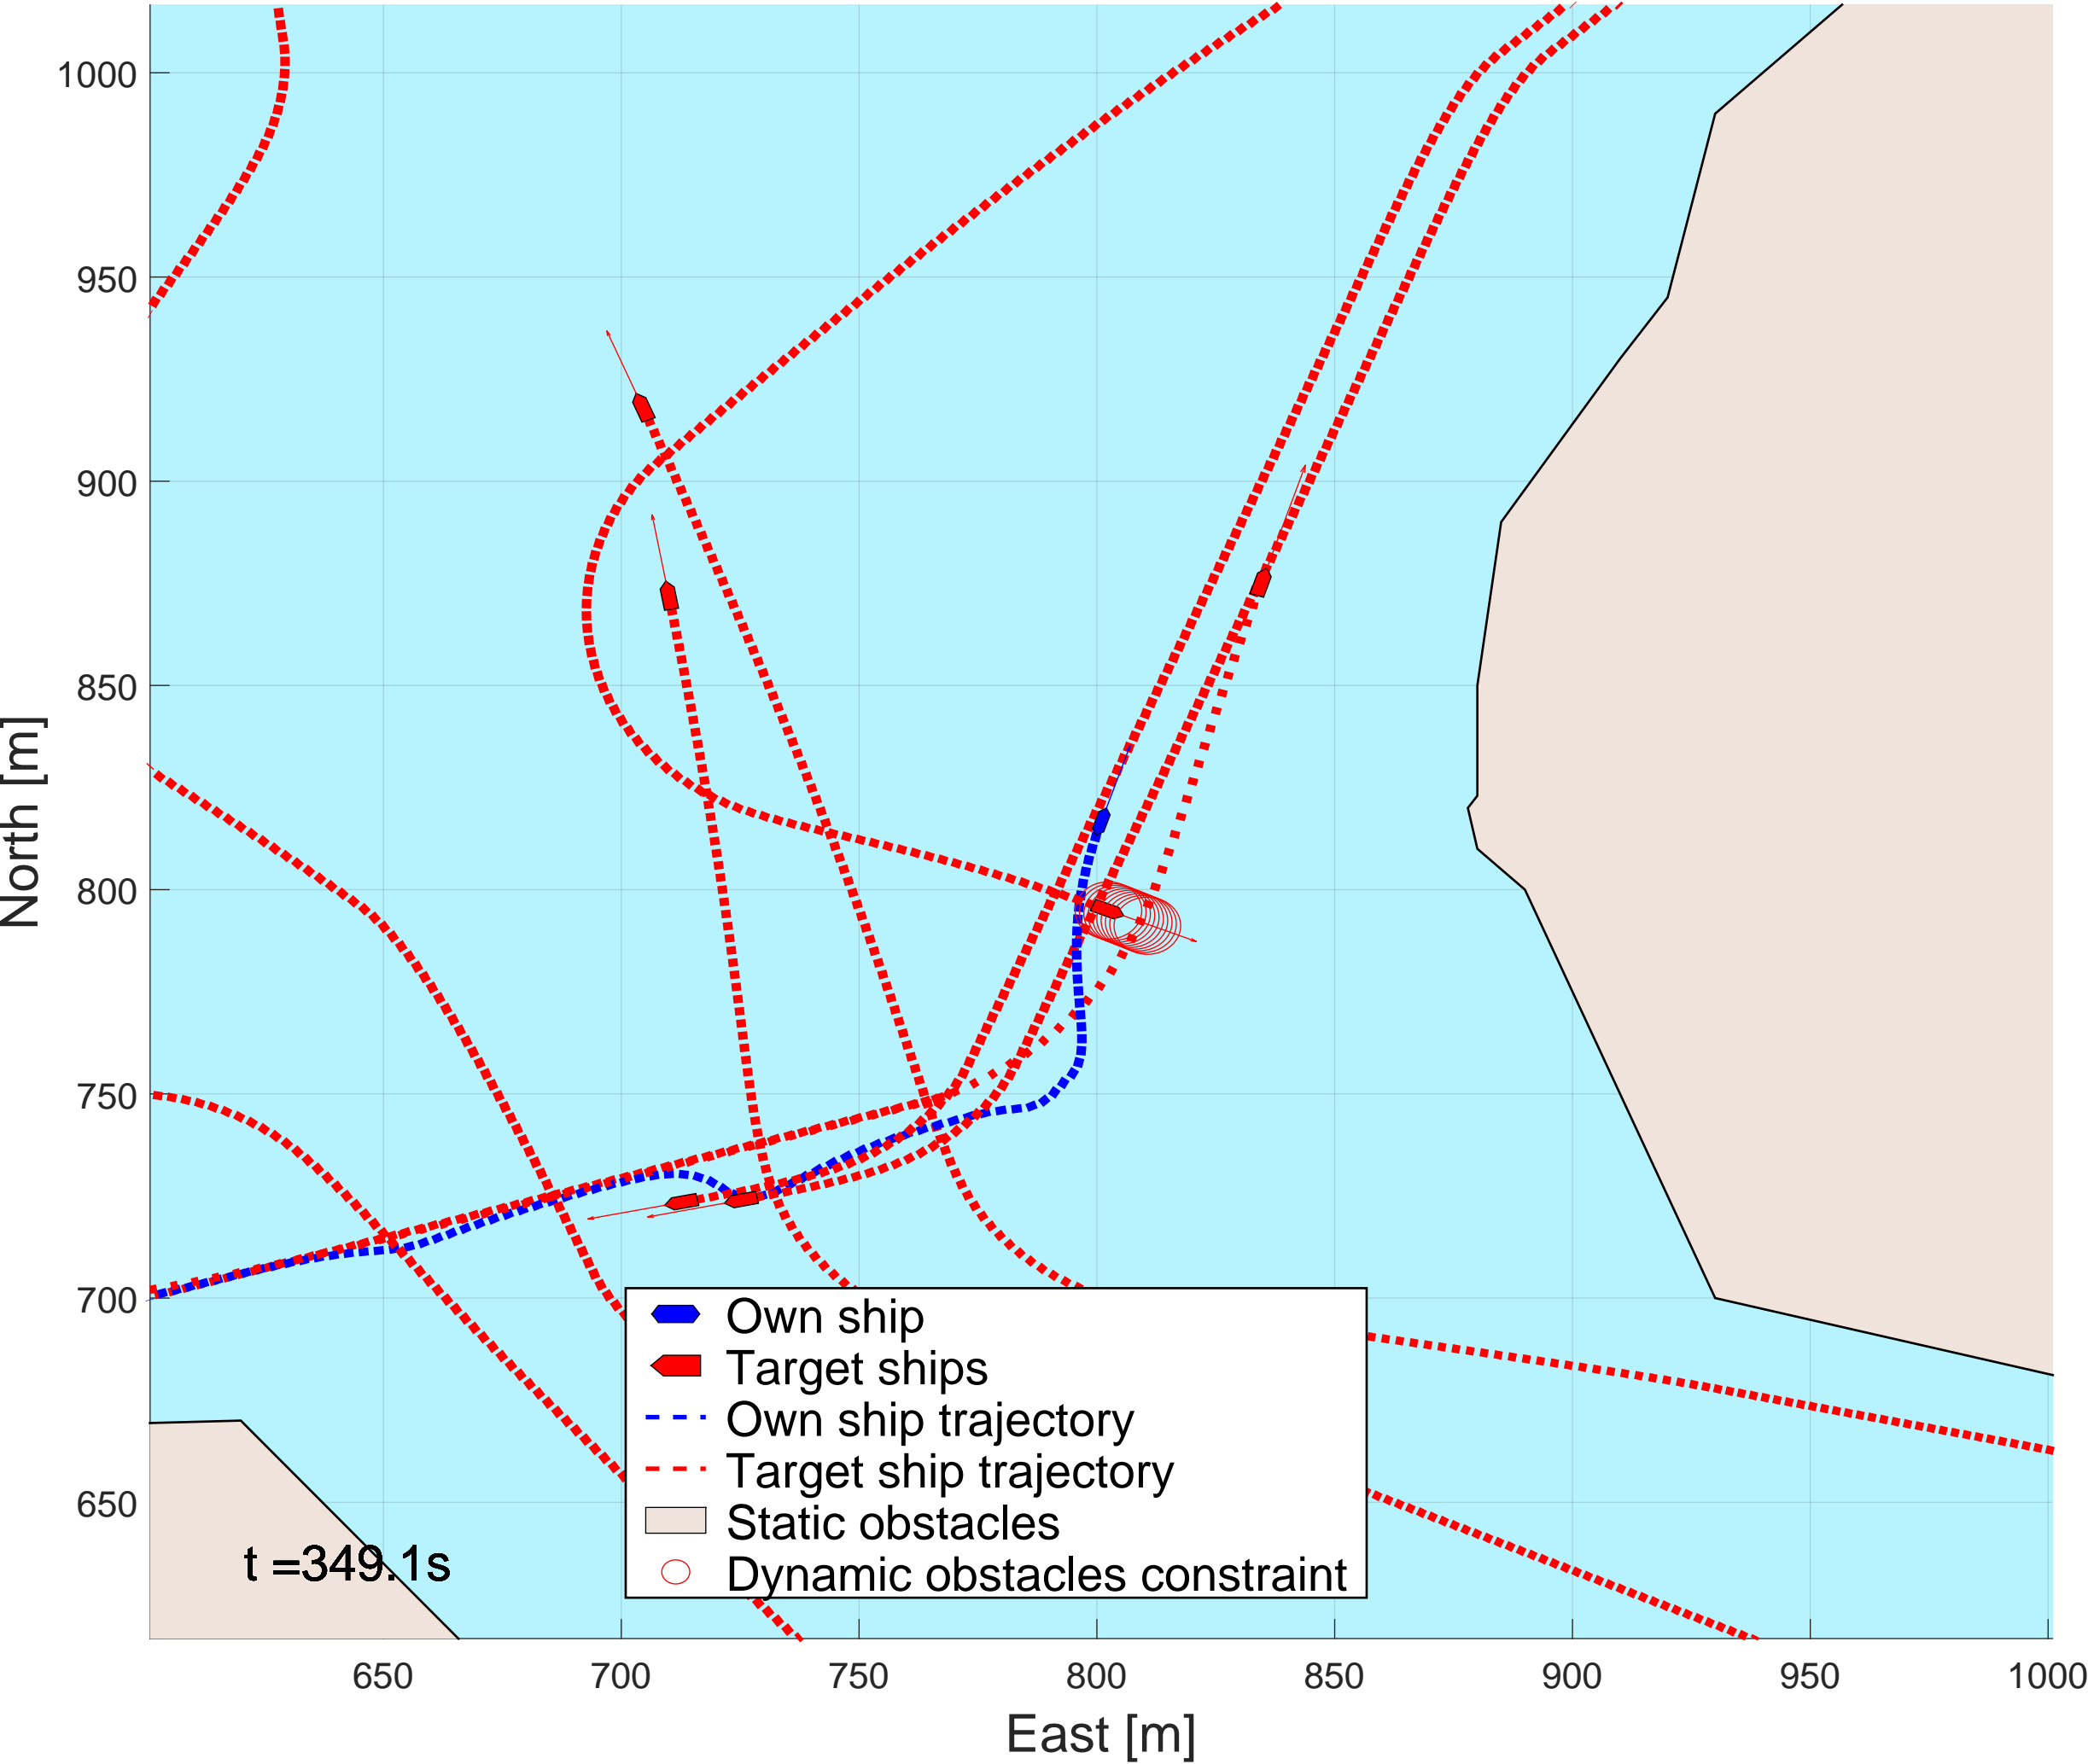 North [m]
1000
950
900
850
800
750
700
650
t =349.1s
Own ship
Target ships
Own ship trajectory
Target ship trajectory
Static obstacles
Dynamic obstacles constraint
650 700 750 800 850 900 950 1000
East [m]